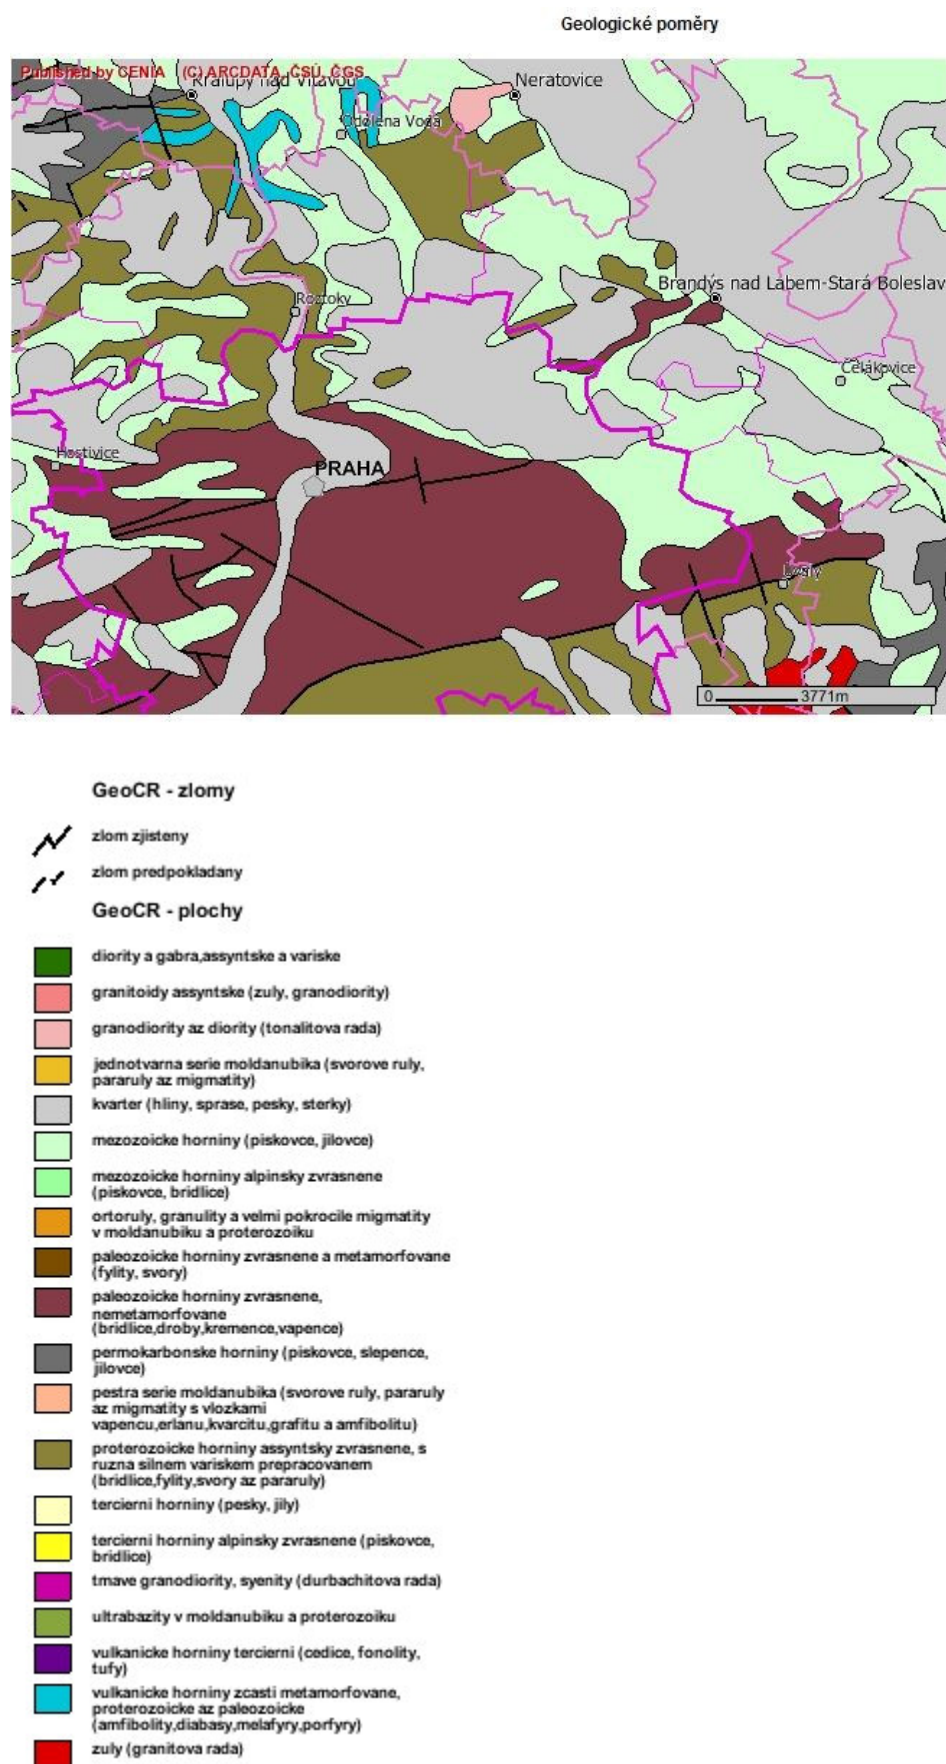 Geologické poměry
Published by CENIA (C) ARCDATA, ČSÚ, ČGS
Kralupy nad Vltavou
Neratovice
Odolena Voda
Brandýs nad Labem-Stará Boleslav
Roztoky
Čelákovice
Hostivice
PRAHA
Úvaly
0 3771m
GeoCR - zlomy
zlom zjisteny
zlom predpokladany
GeoCR - plochy
diority a gabra,assyntske a variske
granitoidy assyntske (zuly, granodiority)
granodiority az diority (tonalitova rada)
jednotvarna serie moldanubika (svorove ruly,
pararuly az migmatity)
kvarter (hliny, sprase, pesky, sterky)
mezozoicke horniny (piskovce, jilovce)
mezozoicke horniny alpinsky zvrasnene
(piskovce, bridlice)
ortoruly, granulity a velmi pokrocile migmatity
v moldanubiku a proterozoiku
paleozoicke horniny zvrasnene a metamorfovane
(fylity, svory)
paleozoicke horniny zvrasnene,
nemetamorfovane
(bridlice,droby,kremence,vapence)
permokarbonske horniny (piskovce, slepence,
jilovce)
pestra serie moldanubika (svorove ruly, pararuly
az migmatity s vlozkami
vapencu,erlanu,kvarcitu,grafitu a amfibolitu)
proterozoicke horniny assyntsky zvrasnene, s
ruzna silnem variskem prepracovanem
(bridlice,fylity,svory az pararuly)
tercierni horniny (pesky, jily)
tercierni horniny alpinsky zvrasnene (piskovce,
bridlice)
tmave granodiority, syenity (durbachitova rada)
ultrabazity v moldanubiku a proterozoiku
vulkanicke horniny tercierni (cedice, fonolity,
tufy)
vulkanicke horniny zcasti metamorfovane,
proterozoicke az paleozoicke
(amfibolity,diabasy,melafyry,porfyry)
zuly (granitova rada)